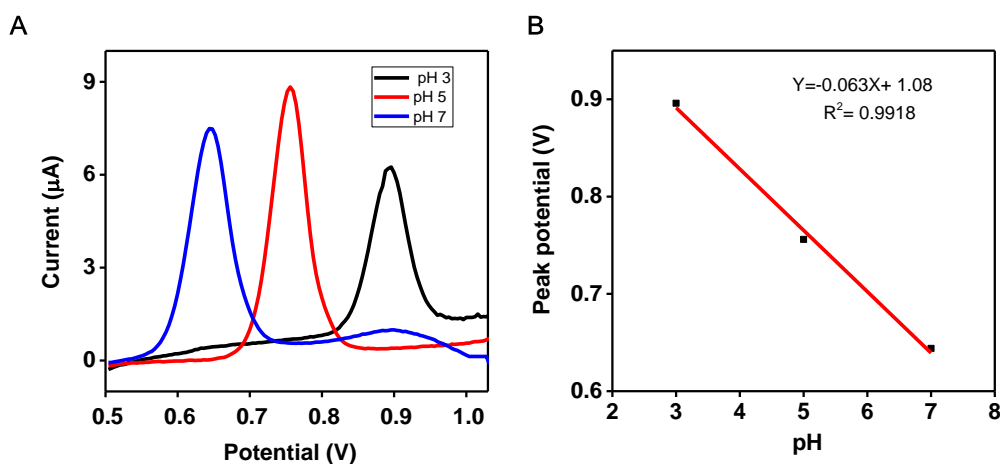 A
9
6
3
0
Current (μA)
pH 3
pH 5
pH 7
0.5 0.6 0.7 0.8 0.9 1.0
Potential (V)
B
Y=-0.063X+ 1.08
R²= 0.9918
0.9
0.8
0.7
0.6
Peak potential (V)
2 3 4 5 6 7 8
pH